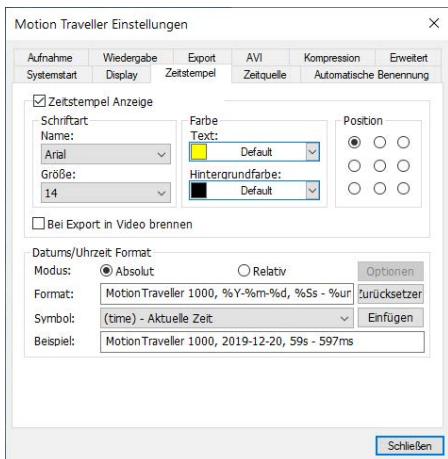 Motion Traveller Einstellungen
Aufnahme Wiedergabe Export AVI Kompression Erweitert
Systemstart Display Zeitstempel Zeitquelle Automatische Benennung
Zeitstempel Anzeige
Schriftart Farbe Position
Name: Text:
Arial Default
Größe: Hintergrundfarbe:
14 Default
Bei Export in Video brennen
Datums/Uhrzeit Format
Modus: Absolut Relativ Optionen
Format: MotionTraveller 1000, %Y-%m-%d, %Ss - %ur Zurücksetzer
Symbol: (time) - Aktuelle Zeit Einfügen
Beispiel: MotionTraveller 1000, 2019-12-20, 59s - 597ms
Schließen